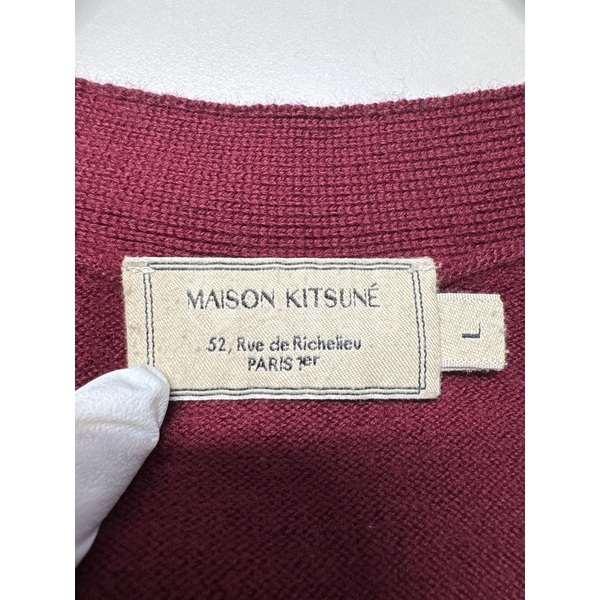 MAISON KITSUNÉ
52, Rue de Richelieu
PARIS 1er
L